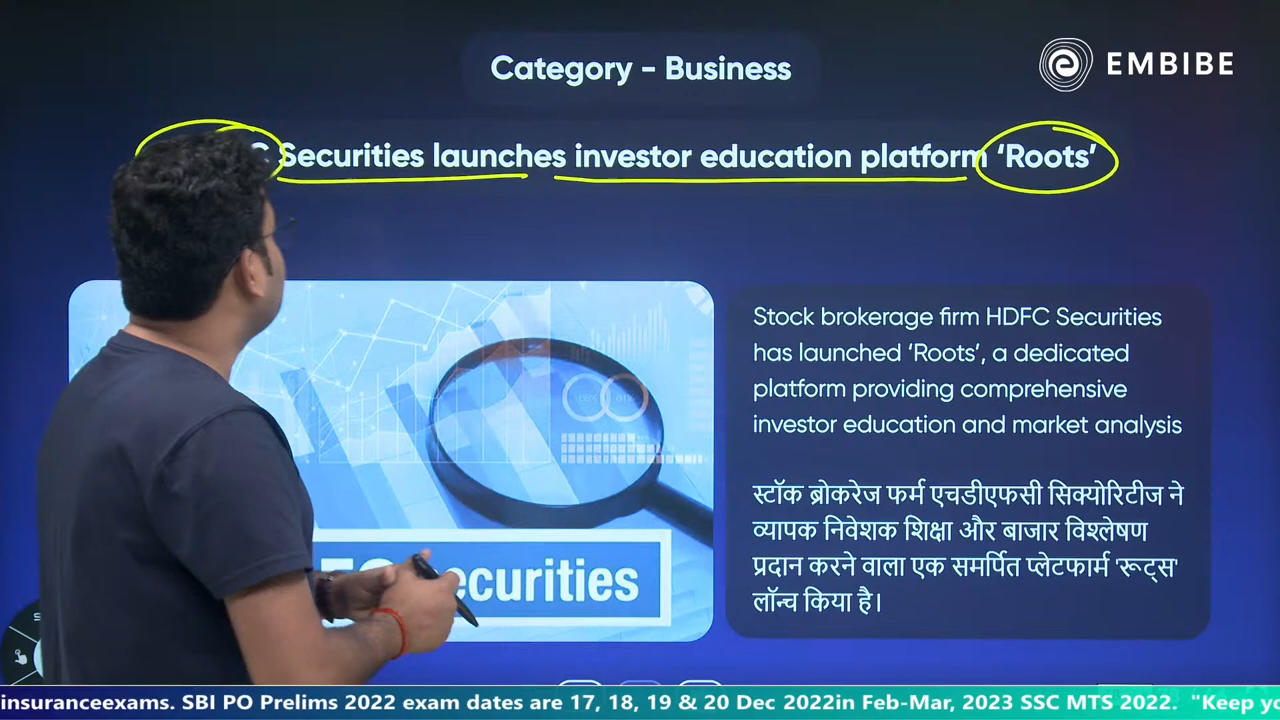 Category - Business
EMBIBE
C Securities launches investor education platform ‘Roots’
Stock brokerage firm HDFC Securities
has launched ‘Roots’, a dedicated
platform providing comprehensive
investor education and market analysis
स्टॉक ब्रोकरेज फर्म एचडीएफसी सिक्योरिटीज ने
व्यापक निवेशक शिक्षा और बाजार विश्लेषण
प्रदान करने वाला एक समर्पित प्लेटफार्म 'रूट्स'
लॉन्च किया है।
securities
insuranceexams. SBI PO Prelims 2022 exam dates are 17, 18, 19 & 20 Dec 2022in Feb-Mar, 2023 SSC MTS 2022. "Keep yo